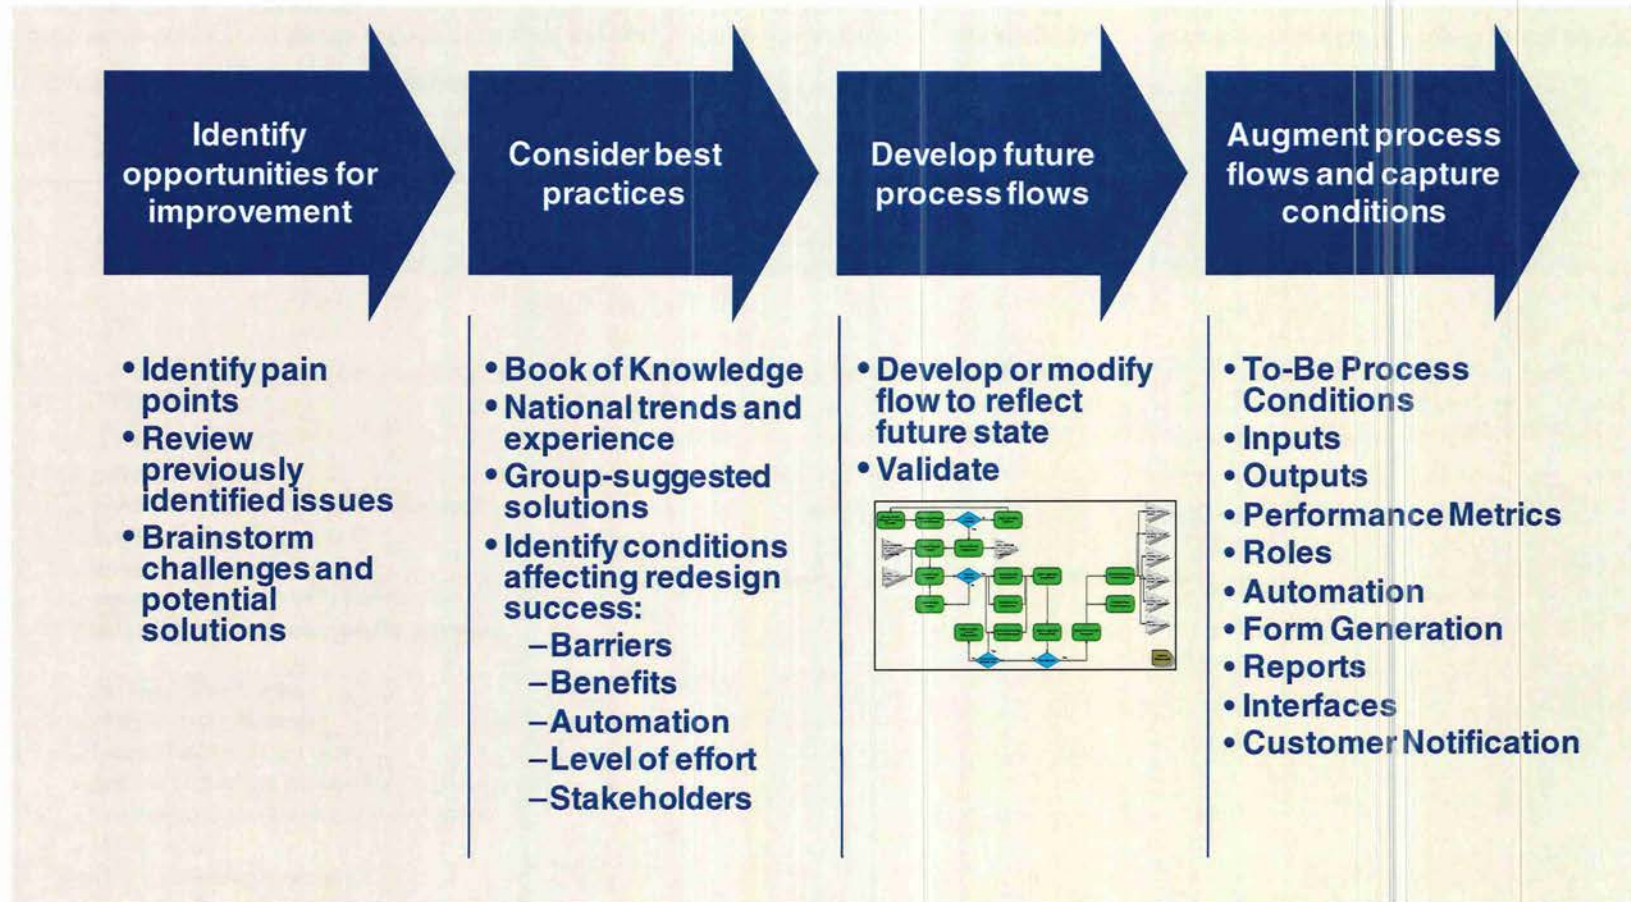 Identify
opportunities for
improvement
Consider best
practices
Develop future
process flows
Augment process
flows and capture
conditions
• Identify pain
points
• Review
previously
identified issues
• Brainstorm
challenges and
potential
solutions
• Book of Knowledge
• National trends and
experience
• Group-suggested
solutions
• Identify conditions
affecting redesign
success:
–Barriers
–Benefits
–Automation
–Level of effort
–Stakeholders
• Develop or modify
flow to reflect
future state
• Validate
• To-Be Process
Conditions
• Inputs
• Outputs
• Performance Metrics
• Roles
• Automation
• Form Generation
• Reports
• Interfaces
• Customer Notification